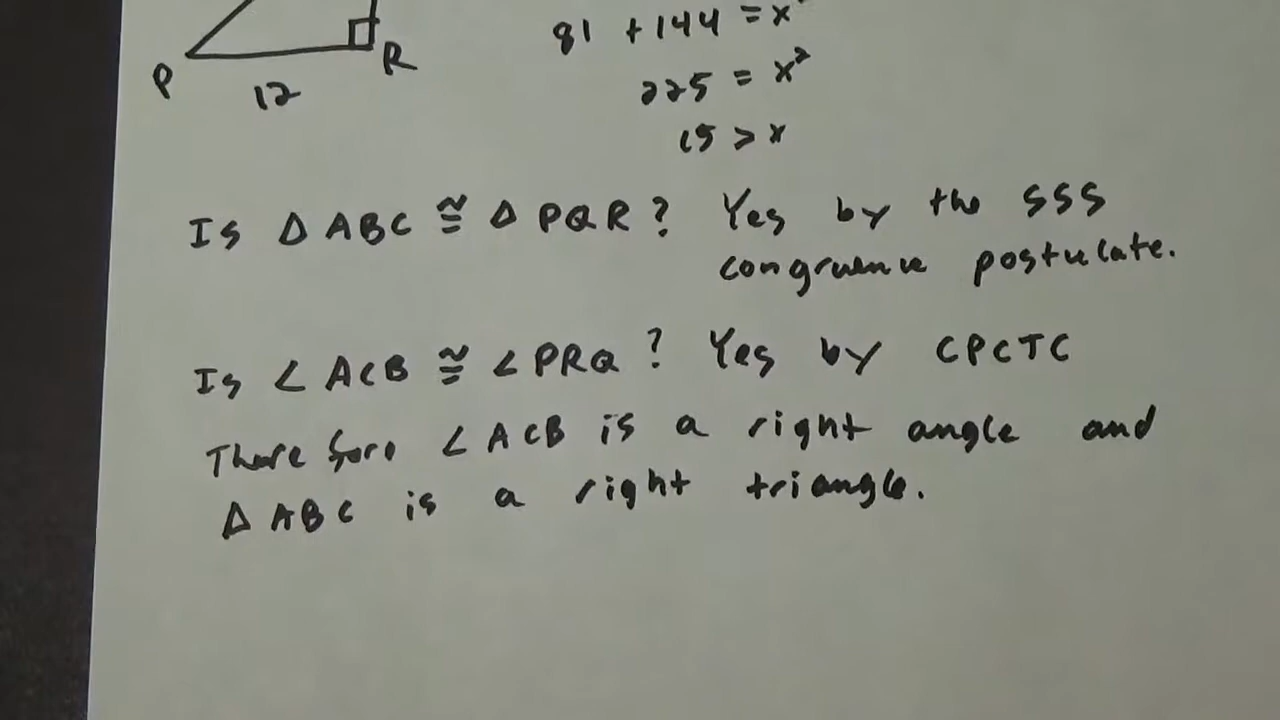 81 + 144 = x²
P
R
12
225 = x²
15 > x
Is △ ABC ≅ △ PQR? Yes by the SSS
congruence postulate.
Is ∠ ACB ≅ ∠ PRQ? Yes by CPCTC
Therefore ∠ ACB is a right angle and
△ ABC is a right triangle.